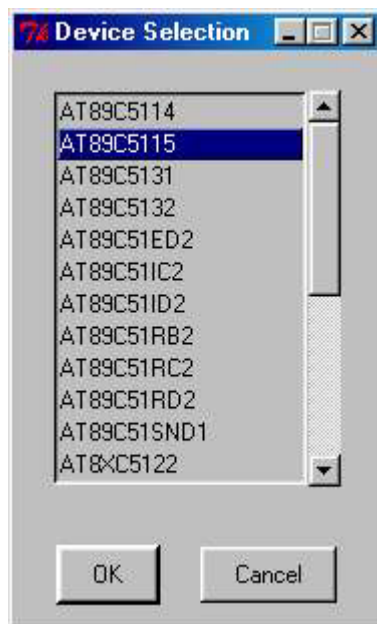 Device Selection
AT89C5114
AT89C5115
AT89C5131
AT89C5132
AT89C51ED2
AT89C51IC2
AT89C51ID2
AT89C51RB2
AT89C51RC2
AT89C51RD2
AT89C51SND1
AT8XC5122
OK Cancel